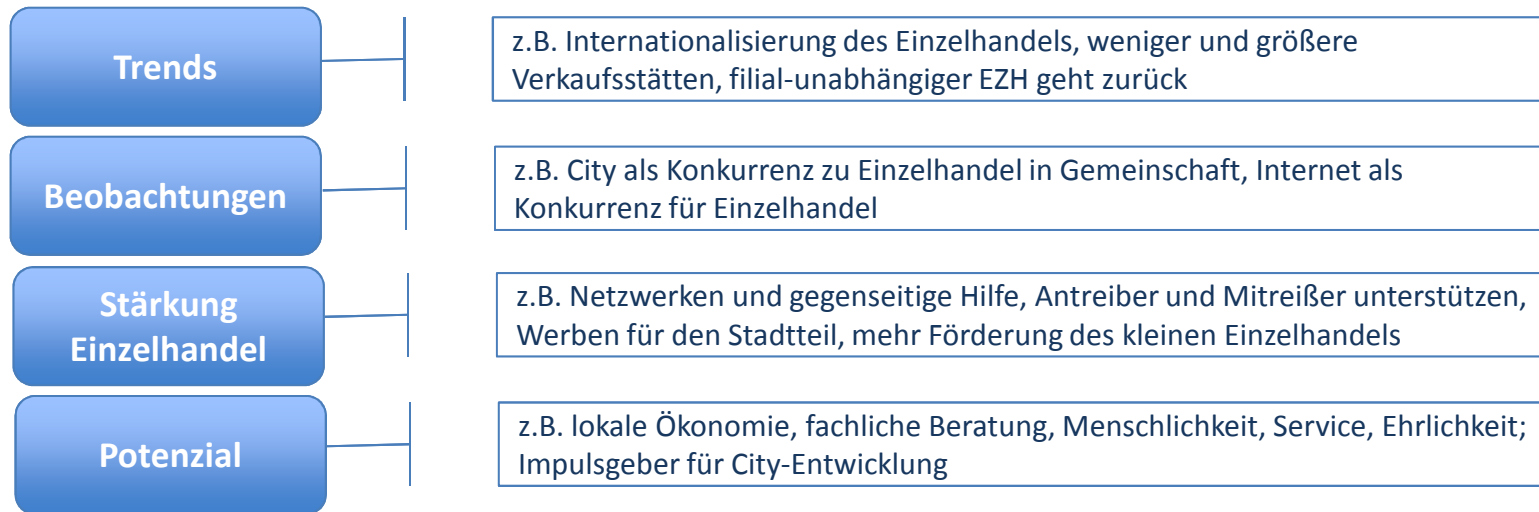 Trends
z.B. Internationalisierung des Einzelhandels, weniger und größere
Verkaufsstätten, filial-unabhängiger EZH geht zurück
Beobachtungen
z.B. City als Konkurrenz zu Einzelhandel in Gemeinschaft, Internet als
Konkurrenz für Einzelhandel
Stärkung
Einzelhandel
z.B. Netzwerken und gegenseitige Hilfe, Antreiber und Mitreißer unterstützen,
Werben für den Stadtteil, mehr Förderung des kleinen Einzelhandels
Potenzial
z.B. lokale Ökonomie, fachliche Beratung, Menschlichkeit, Service, Ehrlichkeit;
Impulsgeber für City-Entwicklung